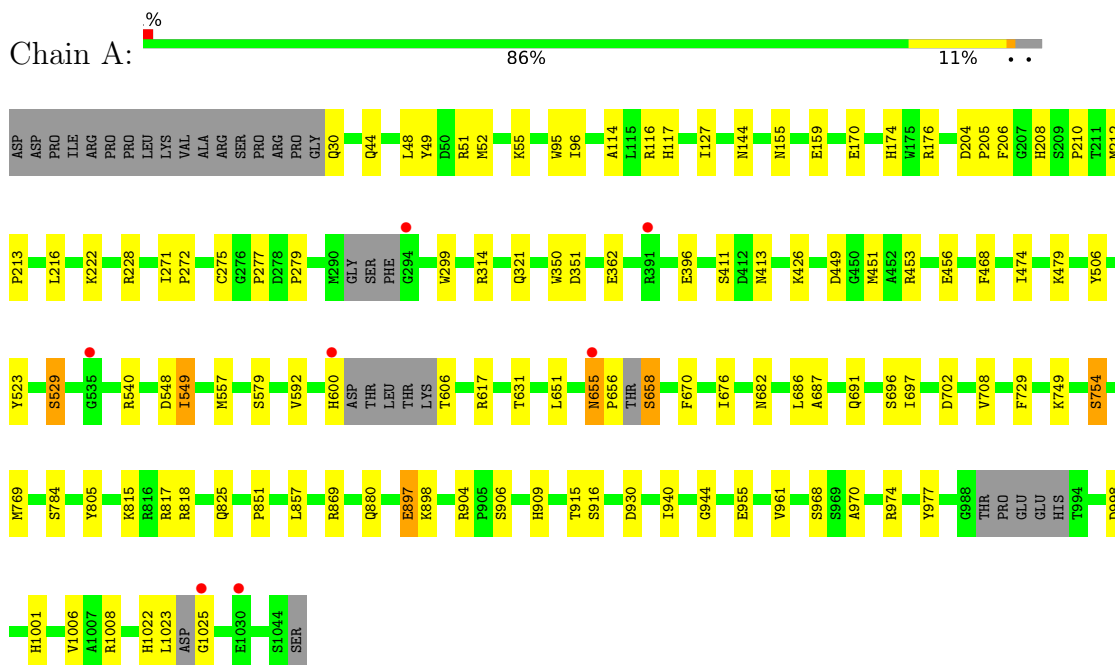 .%
Chain A:
86% 11% • •
ASP ASP PRO ILE ARG PRO PRO LEU LYS VAL ALA ARG SER PRO ARG PRO GLY Q30 Q44 L48 Y49 D50 R51 M52 K55 W95 I96 A114 L115 R116 H117 I127 N144 N155 E159 E170 H174 W175 R176 D204 P205 F206 G207 H208 S209 P210 T211 M212
P213 L216 K222 R228 I271 P272 C275 G276 P277 D278 P279 M290 GLY SER PHE G294 W299 R314 Q321 W350 D351 E362 R391 E396 S411 D412 N413 K426 D449 G450 M451 A452 R453 E456 F468 I474 K479 Y506
Y523 S529 G535 R540 D548 I549 M557 S579 V592 H600 ASP THR LEU THR LYS T606 R617 T631 L651 N655 P656 THR S658 F670 I676 N682 L686 A687 Q691 S696 I697 D702 V708 F729 K749 S754
M769 S784 Y805 K815 R816 R817 R818 Q825 P851 L857 R869 Q880 E897 K898 R904 P905 S906 H909 T915 S916 D930 I940 G944 E955 V961 S968 S969 A970 R974 Y977 G988 THR PRO GLU GLU HIS T994 D998
H1001 V1006 A1007 R1008 H1022 L1023 ASP G1025 E1030 S1044 SER